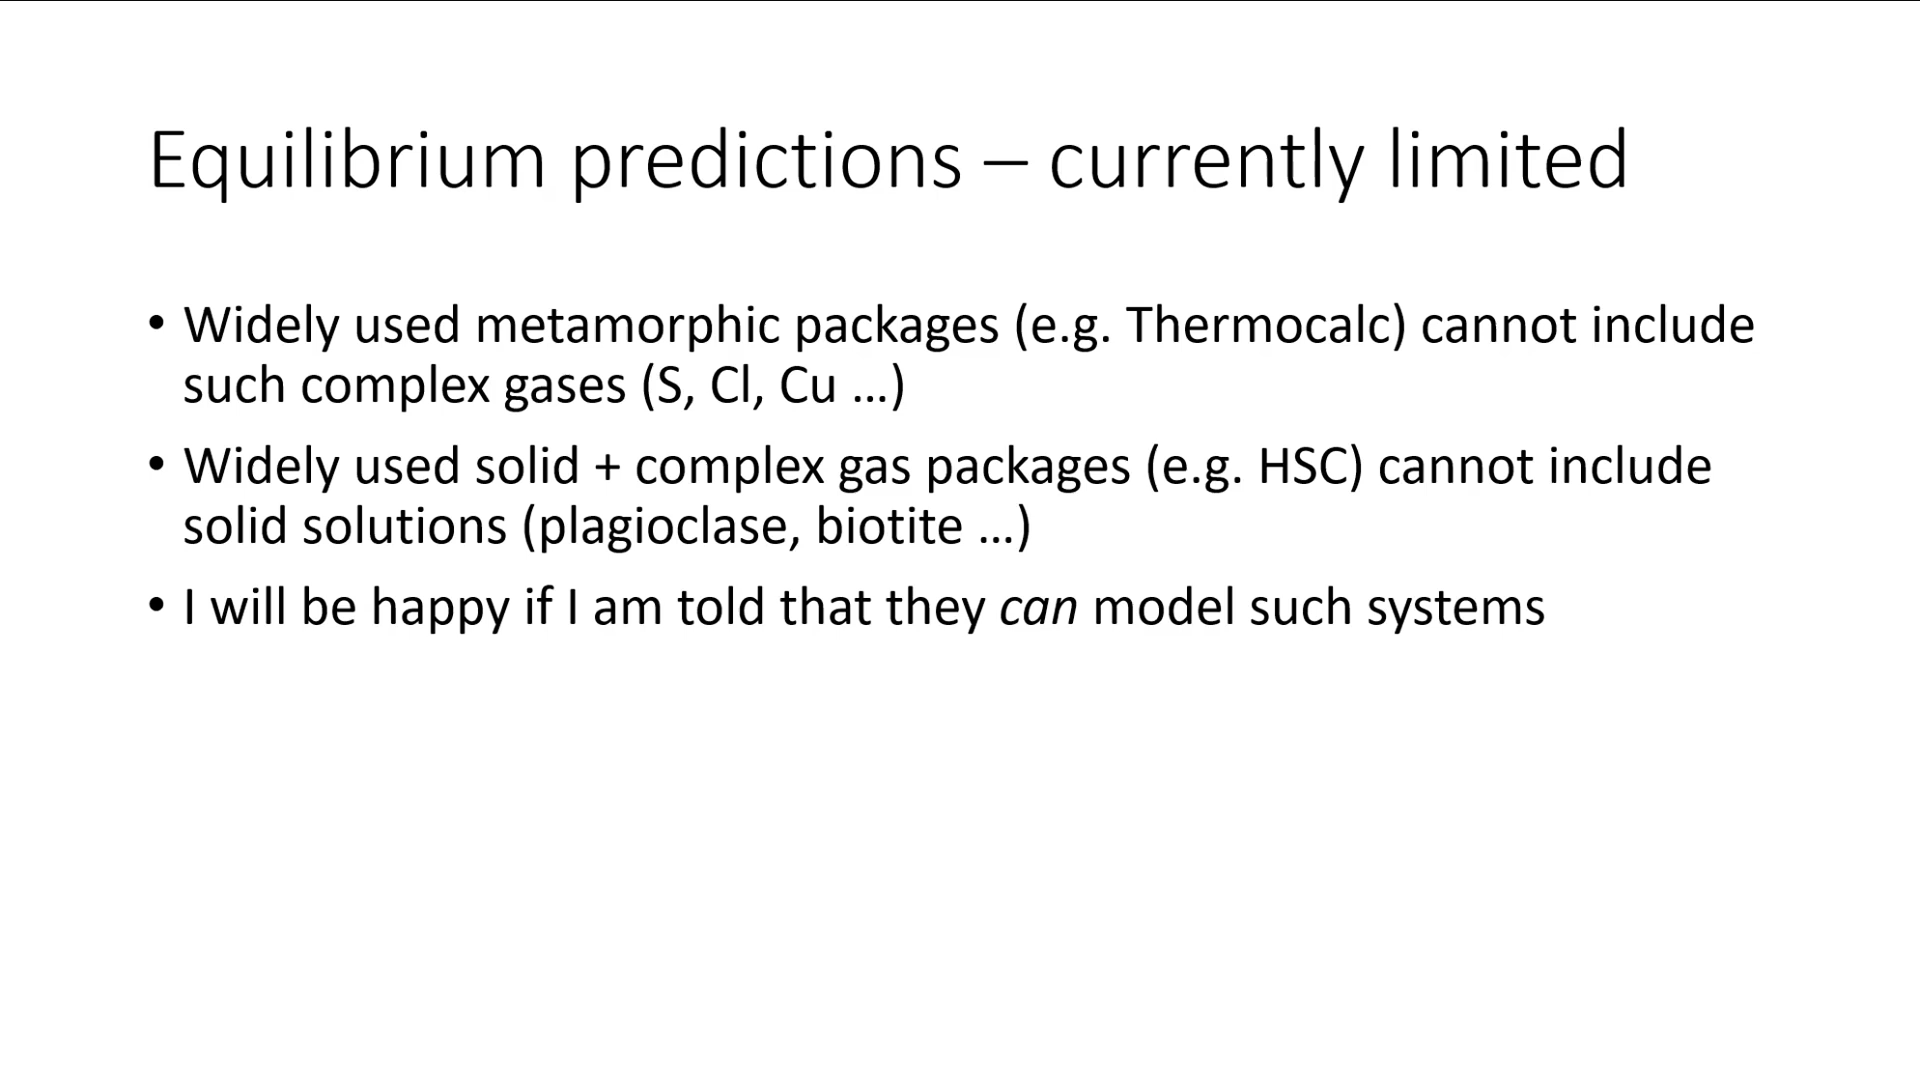 Equilibrium predictions – currently limited
• Widely used metamorphic packages (e.g. Thermocalc) cannot include
such complex gases (S, Cl, Cu ...)
• Widely used solid + complex gas packages (e.g. HSC) cannot include
solid solutions (plagioclase, biotite ...)
• I will be happy if I am told that they can model such systems